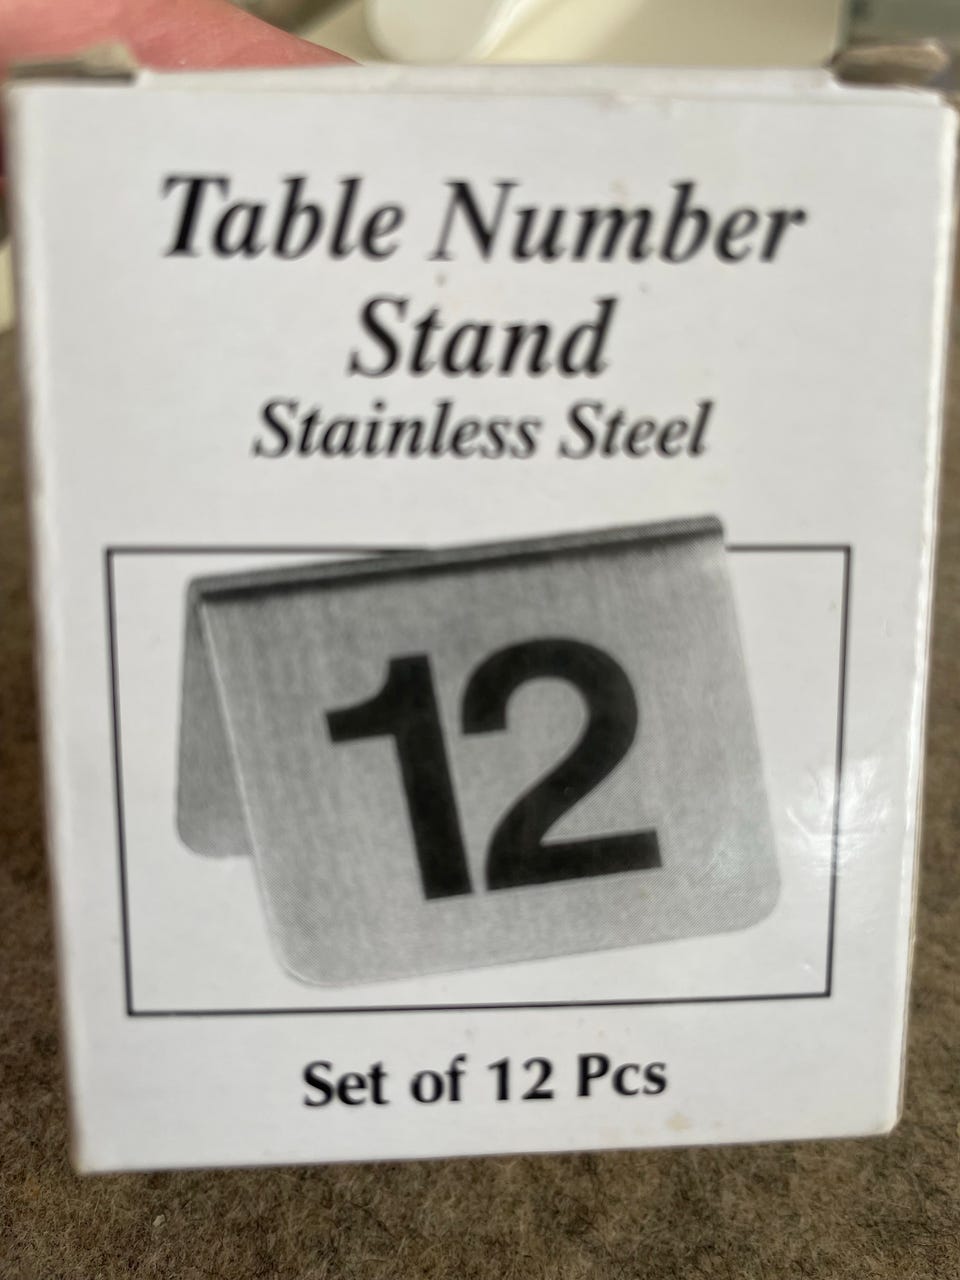 Table Number
Stand
Stainless Steel
12
Set of 12 Pcs